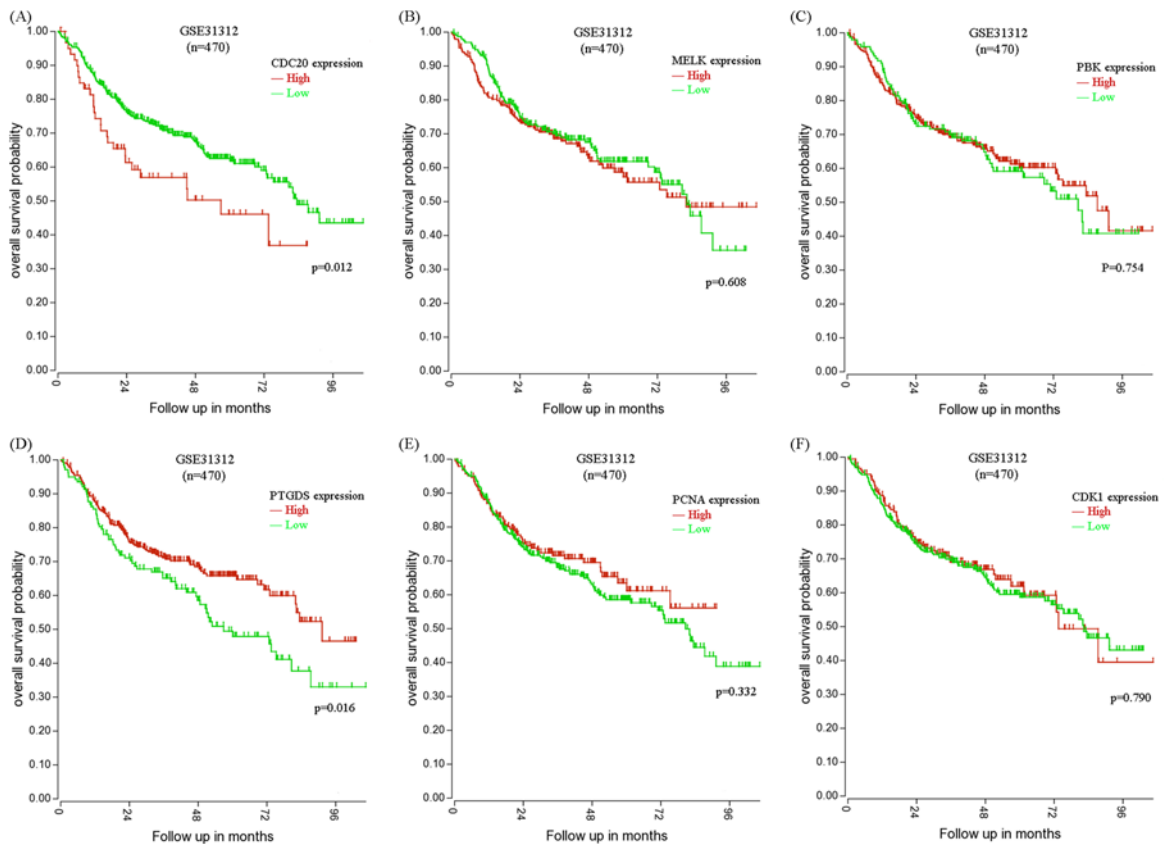 (A)
GSE31312
(n=470)
CDC20 expression
High
Low
1.00
0.90
0.80
0.70
0.60
0.50
0.40
0.30
0.20
0.10
0.00
overall survival probability
p=0.012
0 24 48 72 96
Follow up in months
(B)
GSE31312
(n=470)
MELK expression
High
Low
1.00
0.90
0.80
0.70
0.60
0.50
0.40
0.30
0.20
0.10
0.00
overall survival probability
p=0.608
0 24 48 72 96
Follow up in months
(C)
GSE31312
(n=470)
PBK expression
High
Low
1.00
0.90
0.80
0.70
0.60
0.50
0.40
0.30
0.20
0.10
0.00
overall survival probability
P=0.754
0 24 48 72 96
Follow up in months
(D)
GSE31312
(n=470)
PTGDS expression
High
Low
1.00
0.90
0.80
0.70
0.60
0.50
0.40
0.30
0.20
0.10
0.00
overall survival probability
p=0.016
0 24 48 72 96
Follow up in months
(E)
GSE31312
(n=470)
PCNA expression
High
Low
1.00
0.90
0.80
0.70
0.60
0.50
0.40
0.30
0.20
0.10
0.00
overall survival probability
p=0.332
0 24 48 72 96
Follow up in months
(F)
GSE31312
(n=470)
CDK1 expression
High
Low
1.00
0.90
0.80
0.70
0.60
0.50
0.40
0.30
0.20
0.10
0.00
overall survival probability
p=0.790
0 24 48 72 96
Follow up in months